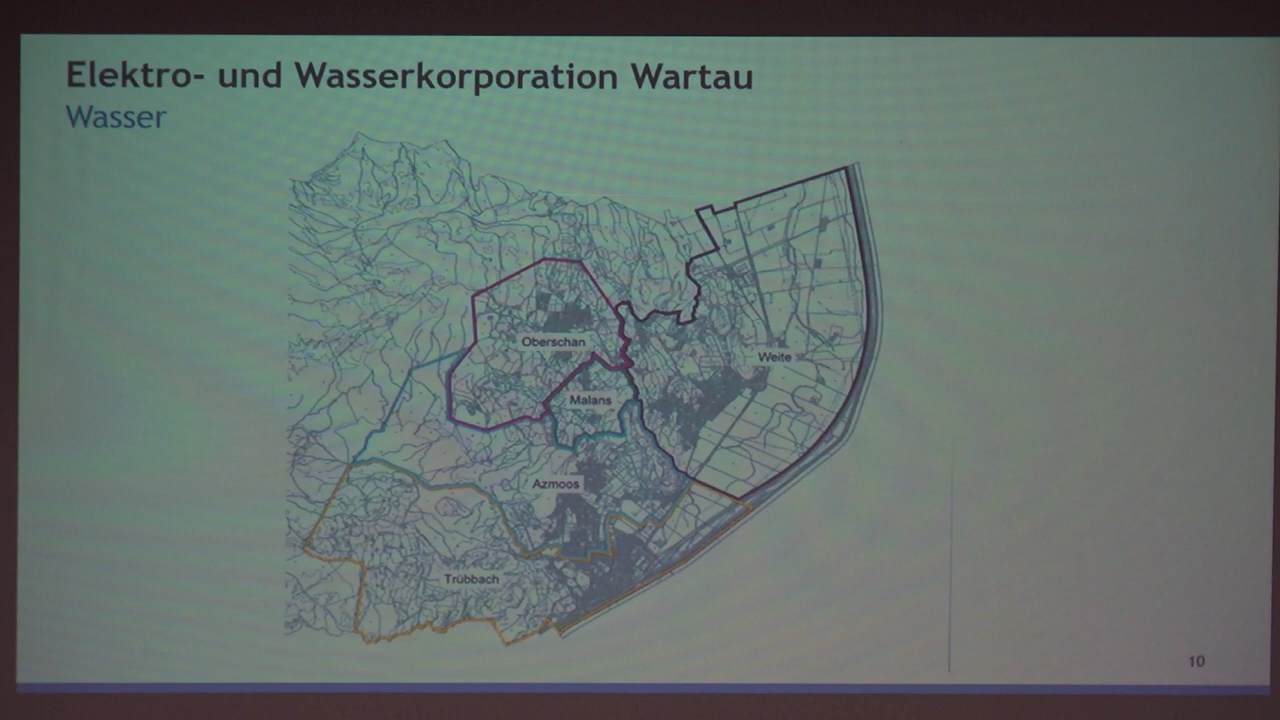 Elektro- und Wasserkorporation Wartau
Wasser
Oberschan
Weite
Malans
Azmoos
Trübbach
10